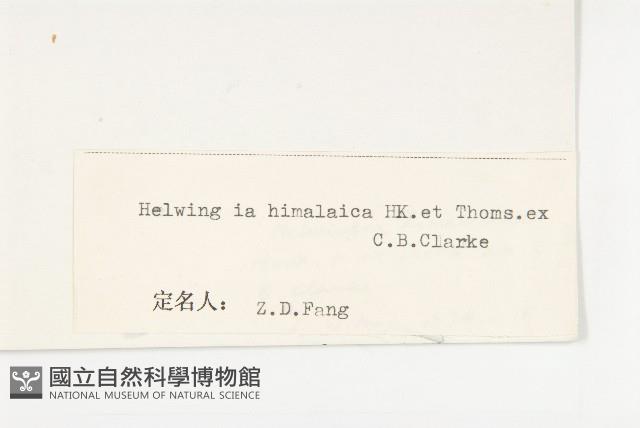 Helwing ia himalaica HK.et Thoms.ex
C.B.Clarke
定名人: Z.D.Fang
國立自然科學博物館
NATIONAL MUSEUM OF NATURAL SCIENCE